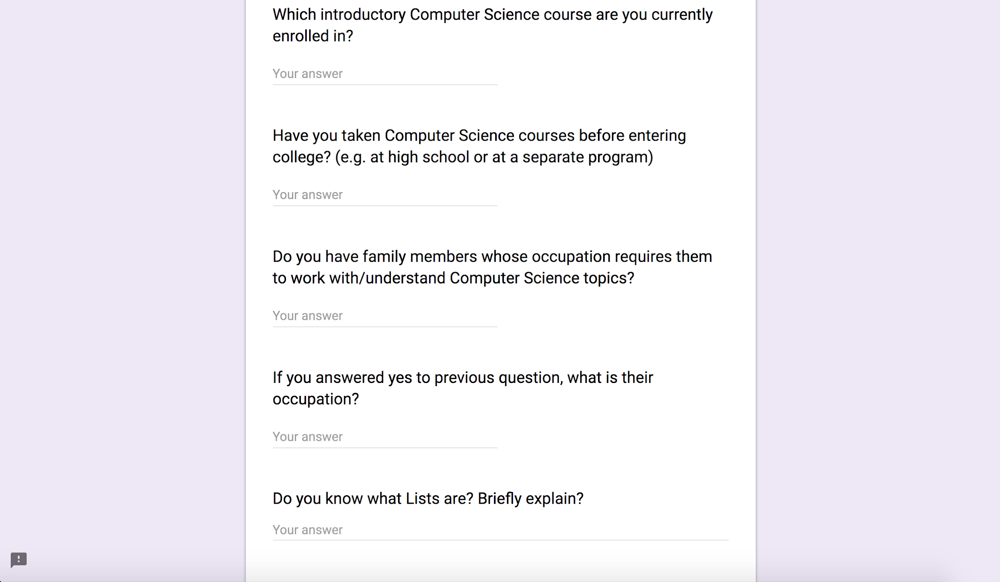 Which introductory Computer Science course are you currently
enrolled in?
Your answer
Have you taken Computer Science courses before entering
college? (e.g. at high school or at a separate program)
Your answer
Do you have family members whose occupation requires them
to work with/understand Computer Science topics?
Your answer
If you answered yes to previous question, what is their
occupation?
Your answer
Do you know what Lists are? Briefly explain?
Your answer